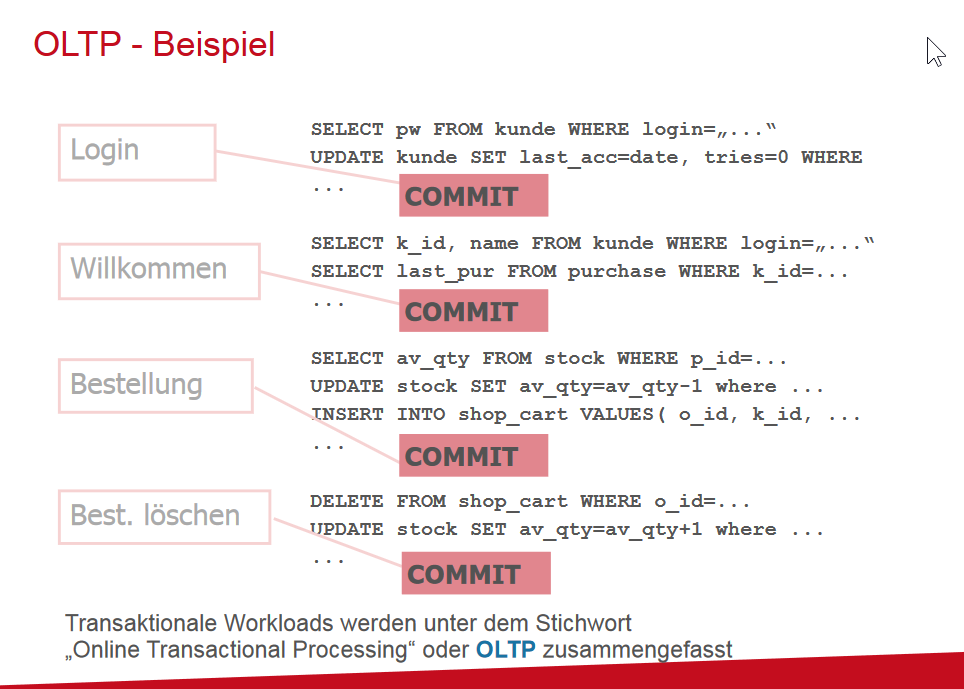 OLTP - Beispiel
Login
SELECT pw FROM kunde WHERE login=„...“
UPDATE kunde SET last_acc=date, tries=0 WHERE
...
COMMIT
Willkommen
SELECT k_id, name FROM kunde WHERE login=„...“
SELECT last_pur FROM purchase WHERE k_id=...
...
COMMIT
Bestellung
SELECT av_qty FROM stock WHERE p_id=...
UPDATE stock SET av_qty=av_qty-1 where ...
INSERT INTO shop_cart VALUES( o_id, k_id, ...
...
COMMIT
Best. löschen
DELETE FROM shop_cart WHERE o_id=...
UPDATE stock SET av_qty=av_qty+1 where ...
...
COMMIT
Transaktionale Workloads werden unter dem Stichwort
„Online Transactional Processing“ oder OLTP zusammengefasst